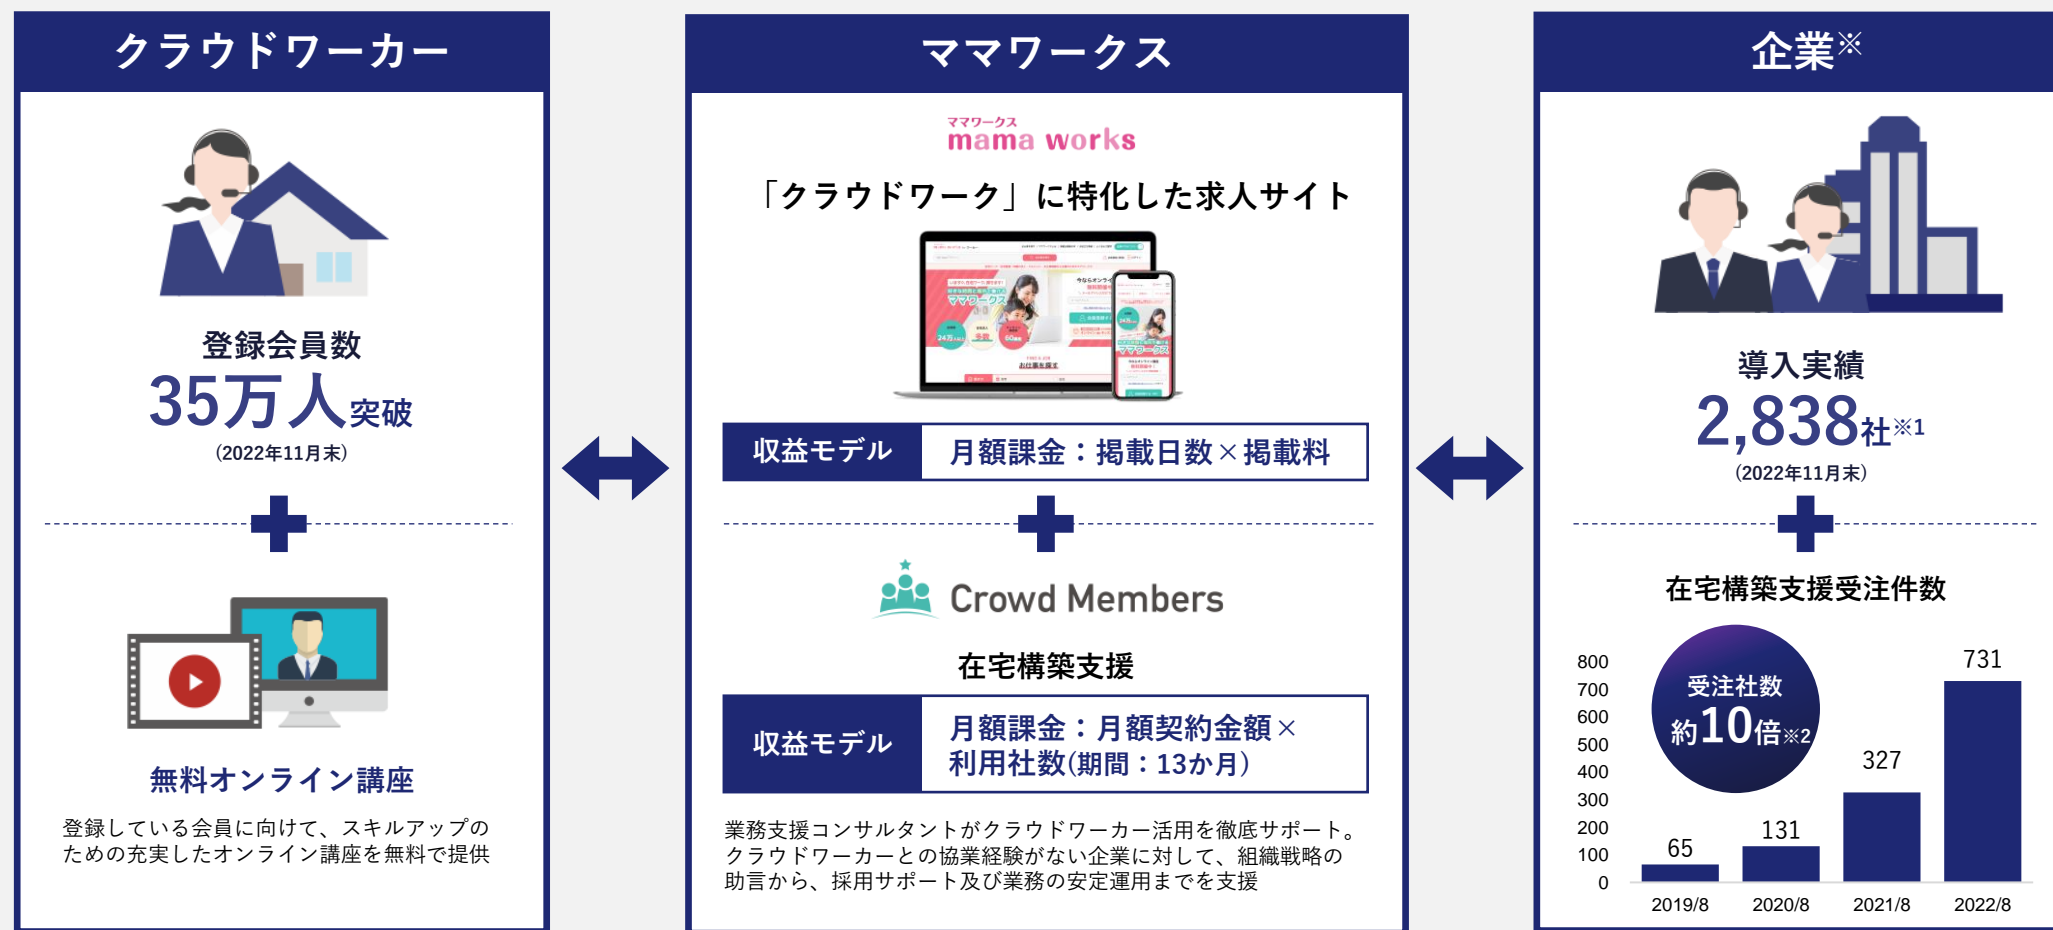 クラウドワーカー
登録会員数
35万人突破
(2022年11月末)
無料オンライン講座
登録している会員に向けて、スキルアップの
ための充実したオンライン講座を無料で提供
ママワークス
ママワークス
mama works
「クラウドワーク」に特化した求人サイト
ママワークス
24万
お仕事を探す
収益モデル
月額課金：掲載日数×掲載料
Crowd Members
在宅構築支援
収益モデル
月額課金：月額契約金額×
利用社数(期間：13か月)
業務支援コンサルタントがクラウドワーカー活用を徹底サポート。
クラウドワーカーとの協業経験がない企業に対して、組織戦略の
助言から、採用サポート及び業務の安定運用までを支援
企業※
導入実績
2,838社※1
(2022年11月末)
在宅構築支援受注件数
受注社数
約10倍※2
800
700
600
500
400
300
200
100
0
65
131
327
731
2019/8
2020/8
2021/8
2022/8